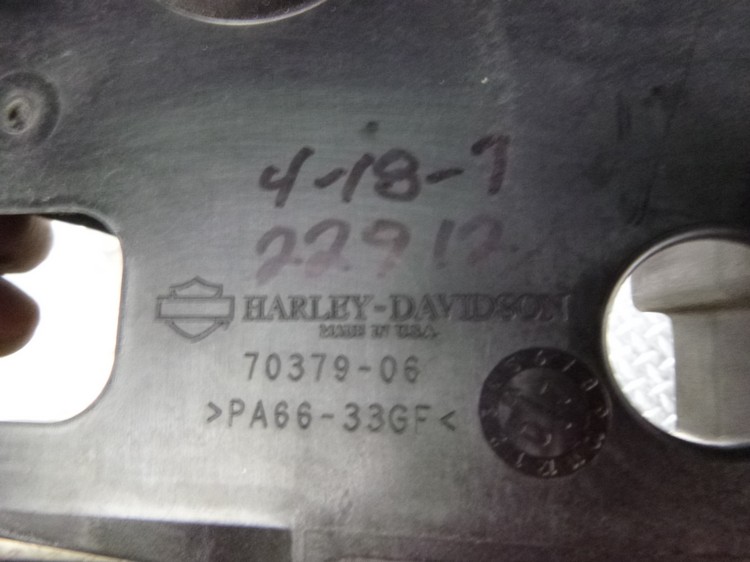 4-18-7
22912
HARLEY-DAVIDSON
MADE IN U.S.A.
70379-06
>PA66-33GF<